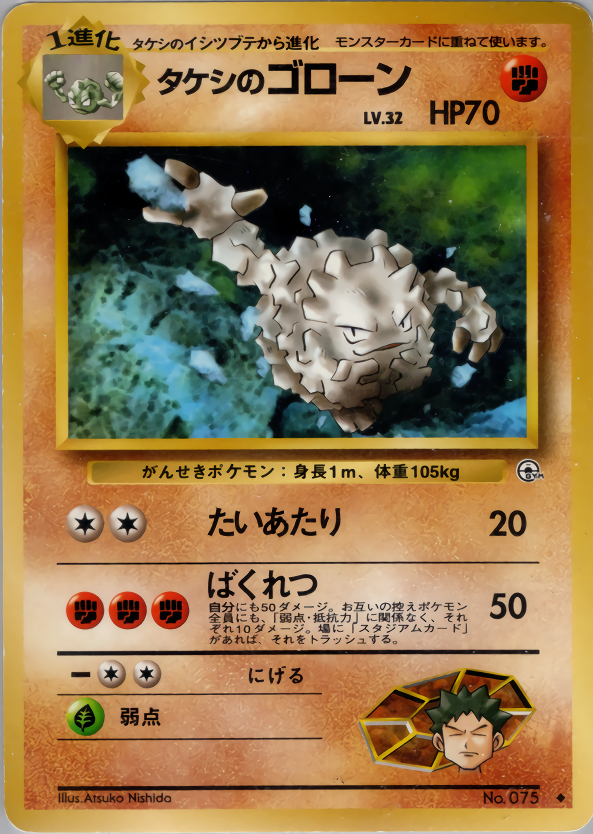 1進化
タケシのイシツブテから進化 モンスターカードに重ねて使います。
タケシのゴローン
LV.32 HP70
がんせきポケモン：身長1m、体重105kg
GYM
たいあたり 20
ばくれつ 50
自分にも50ダメージ。お互いの控えポケモン
全員にも、「弱点・抵抗力」に関係なく、それ
ぞれ10ダメージ。場に「スタジアムカード」
があれば、それをトラッシュする。
にげる
弱点
Illus.Atsuko Nishida No.075